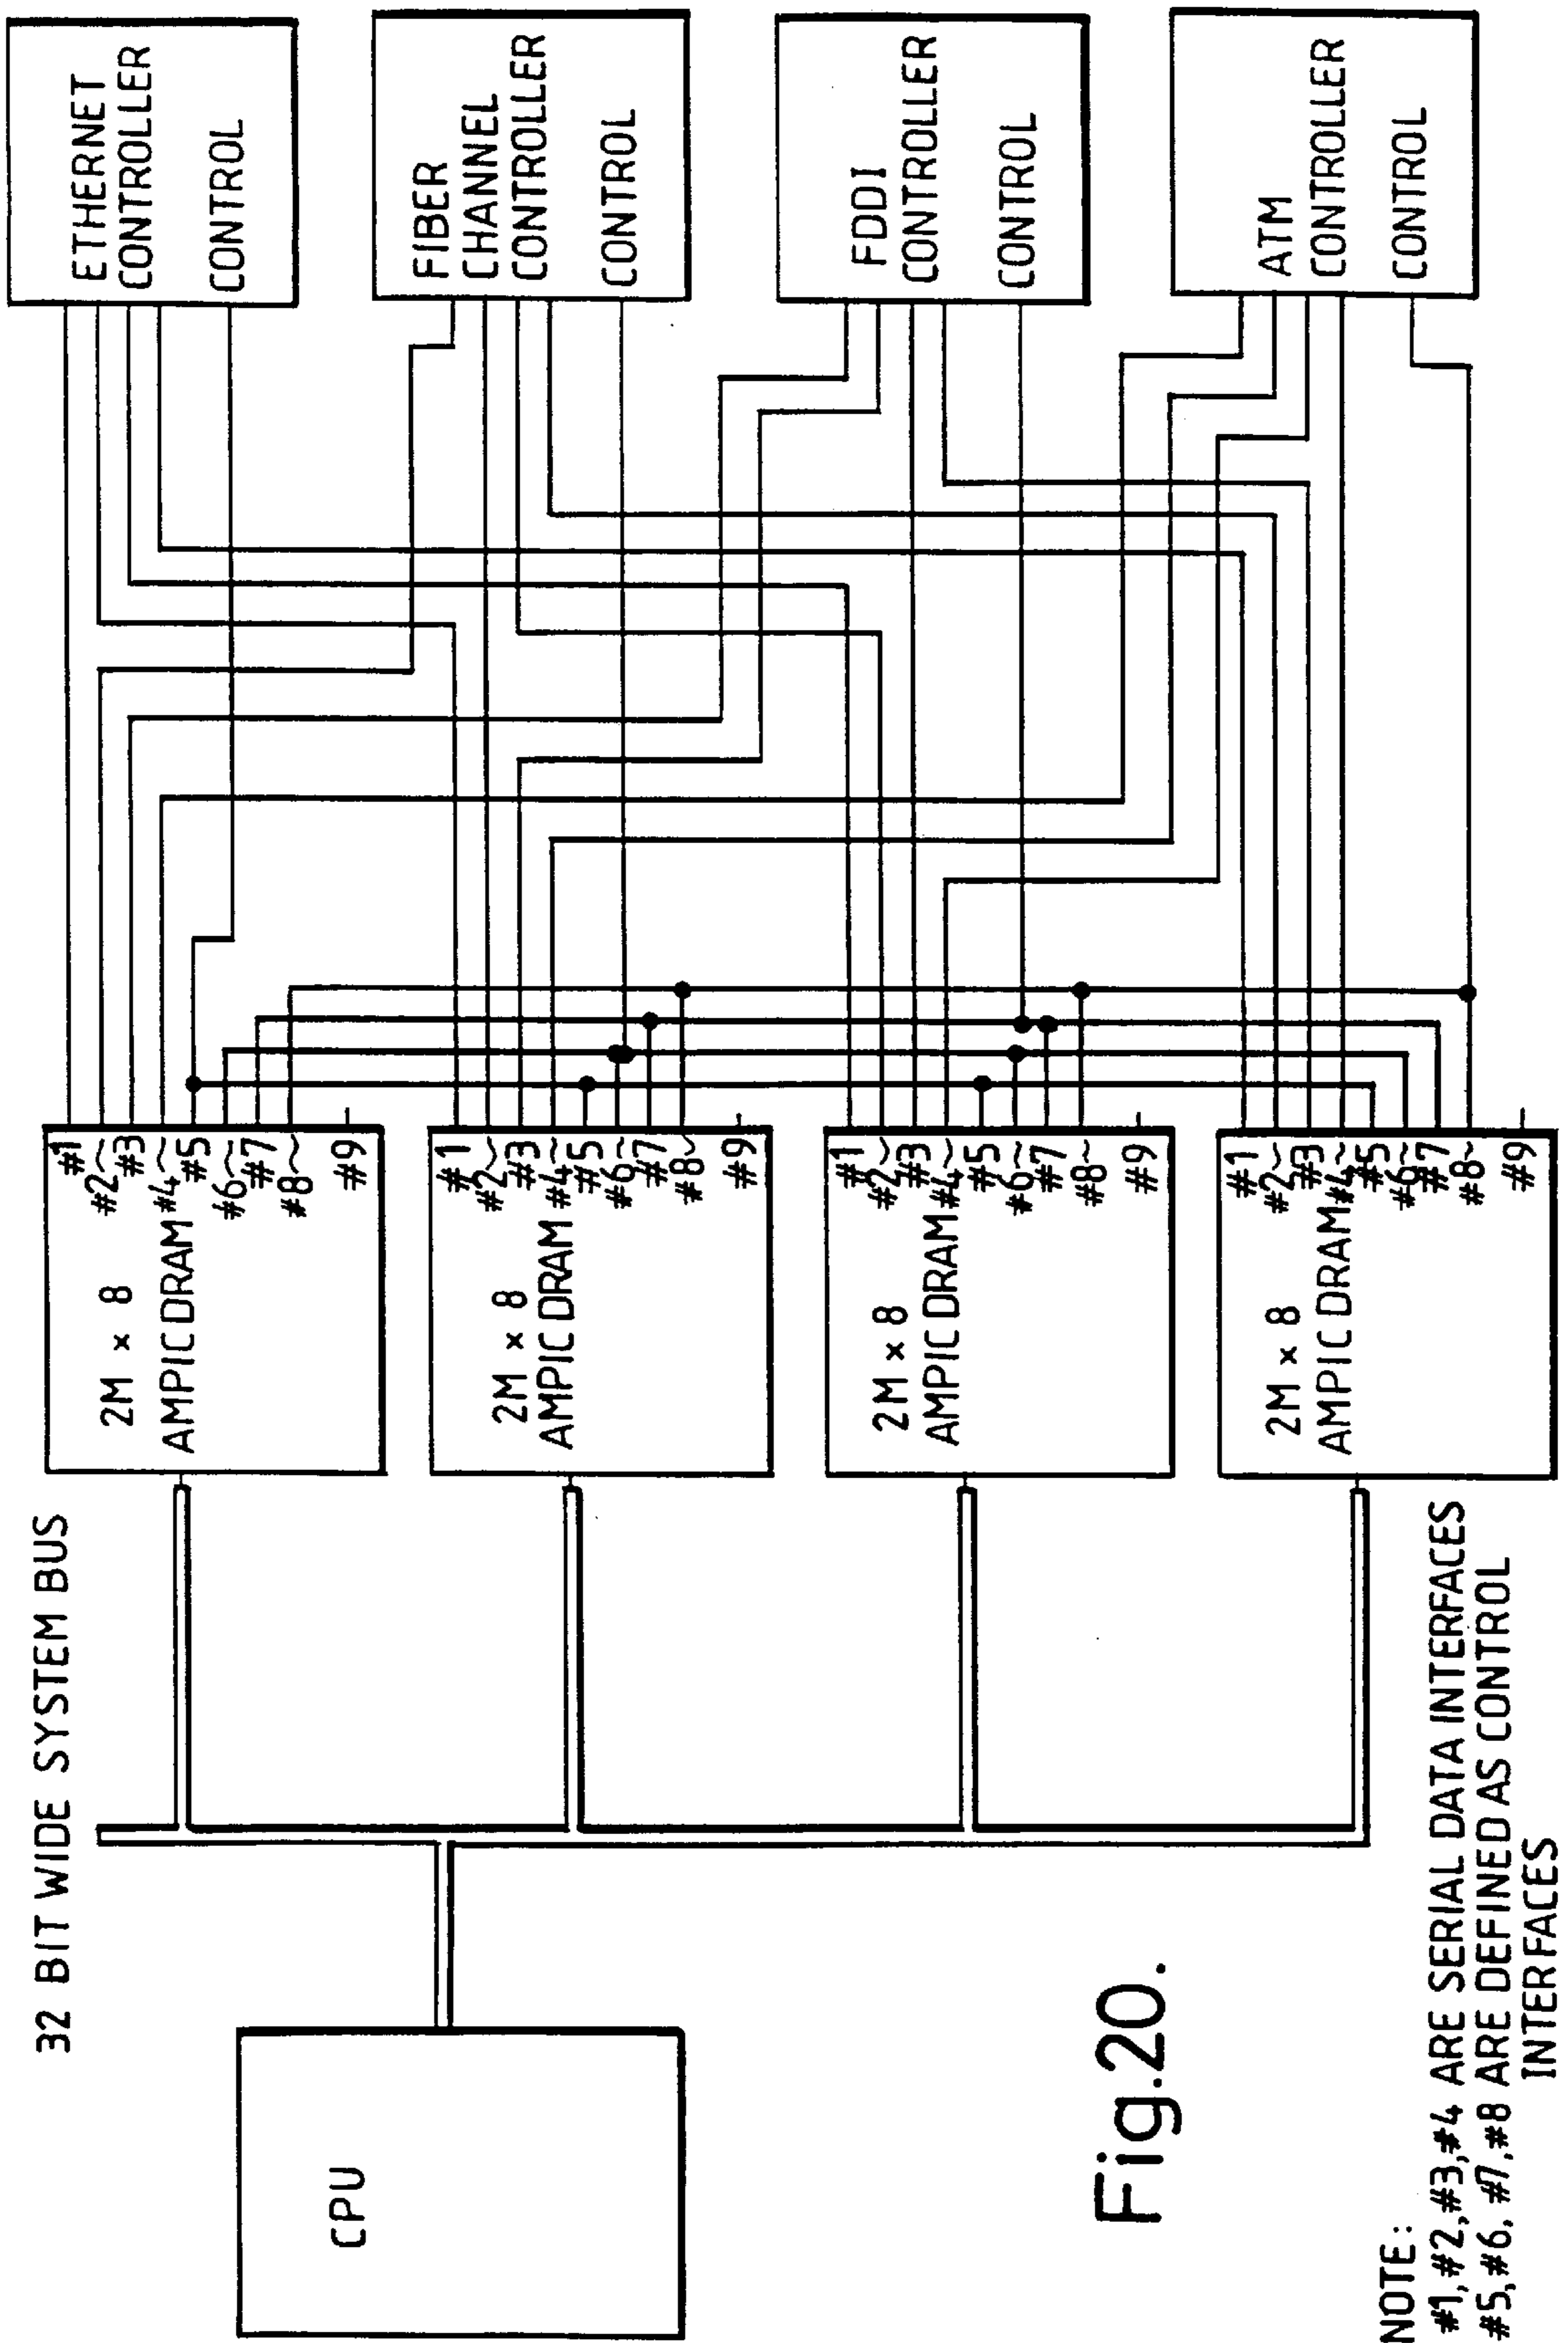 32 BIT WIDE SYSTEM BUS
CPU
2M × 8
AMPIC DRAM
#1
#2
#3
#4
#5
#6
#7
#8
#9
2M × 8
AMPIC DRAM
#1
#2
#3
#4
#5
#6
#7
#8
#9
2M × 8
AMPIC DRAM
#1
#2
#3
#4
#5
#6
#7
#8
#9
2M × 8
AMPIC DRAM
#1
#2
#3
#4
#5
#6
#7
#8
#9
ETHERNET
CONTROLLER
CONTROL
FIBER
CHANNEL
CONTROLLER
CONTROL
FDDI
CONTROLLER
CONTROL
ATM
CONTROLLER
CONTROL
Fig.20.
NOTE:
#1,#2,#3,#4 ARE SERIAL DATA INTERFACES
#5,#6,#7,#8 ARE DEFINED AS CONTROL
INTERFACES